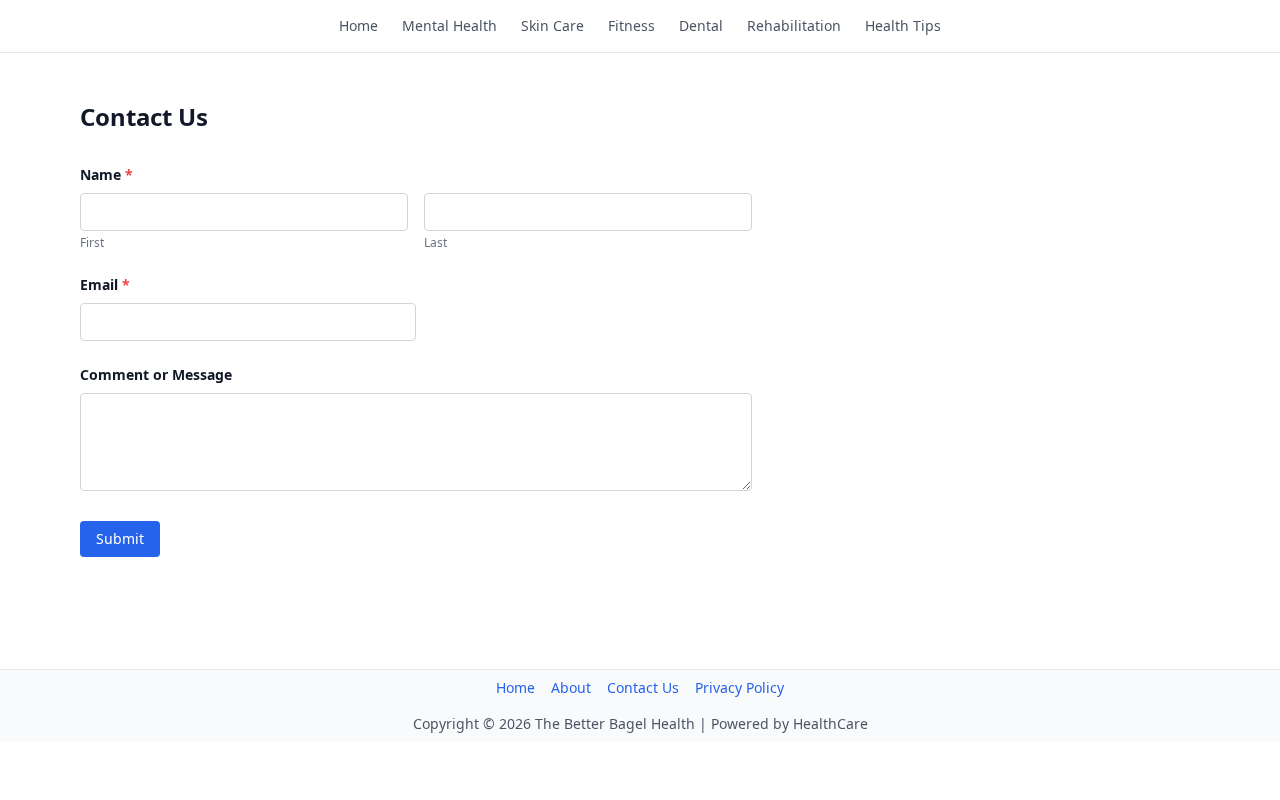 Home Mental Health Skin Care Fitness Dental Rehabilitation Health Tips
Contact Us
Name *
First Last
Email *
Comment or Message
Submit
Home About Contact Us Privacy Policy
Copyright © 2026 The Better Bagel Health | Powered by HealthCare